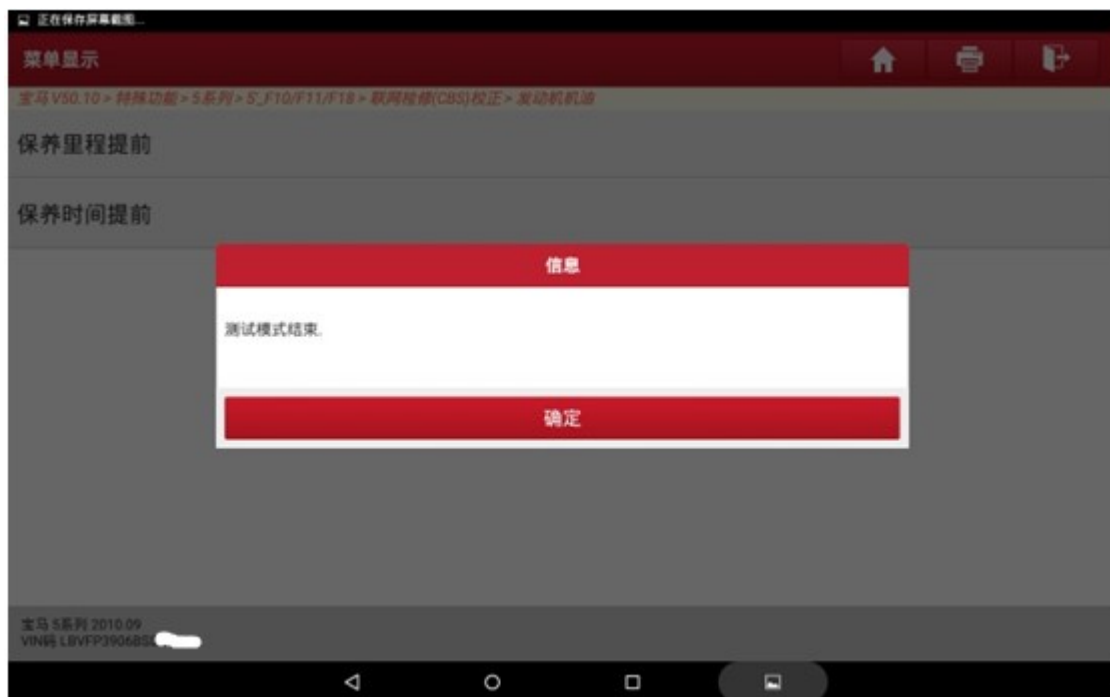 正在保存屏幕截图...
菜单显示
宝马 V50.10 > 特殊功能 > 5系列 > 5'_F10/F11/F18 > 联网检修(CBS)校正 > 发动机机油
保养里程提前
保养时间提前
信息
测试模式结束.
确定
宝马 5系列 2010.09
VIN码 LBVFP3906BS